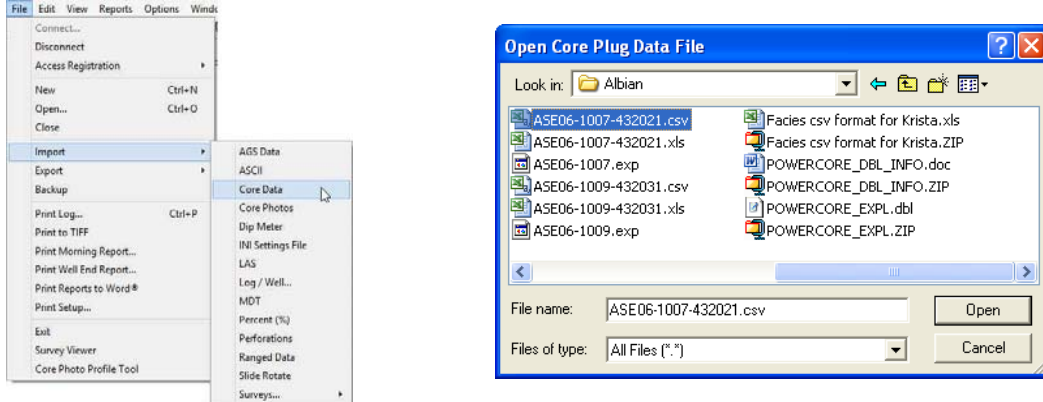 File Edit View Reports Options
Connect...
Disconnect
Access Registration
New Ctrl+N
Open... Ctrl+O
Close
Import
Export
Backup
Print Log... Ctrl+P
Print to TIFF
Print Morning Report...
Print Well End Report...
Print Reports to Word®
Print Setup...
Exit
Survey Viewer
Core Photo Profile Tool
AGS Data
ASCII
Core Data
Core Photos
Dip Meter
INI Settings File
LAS
Log / Well...
MDT
Percent (%)
Perforations
Ranged Data
Slide Rotate
Surveys...
Open Core Plug Data File
Look in: Albian
ASE06-1007-432021.csv
ASE06-1007-432021.xls
ASE06-1007.exp
ASE06-1009-432031.csv
ASE06-1009-432031.xls
ASE06-1009.exp
Facies csv format for Krista.xls
Facies csv format for Krista.ZIP
POWERCORE_DBL_INFO.doc
POWERCORE_DBL_INFO.ZIP
POWERCORE_EXPL.dbl
POWERCORE_EXPL.ZIP
File name: ASE06-1007-432021.csv Open
Files of type: All Files (*.*) Cancel